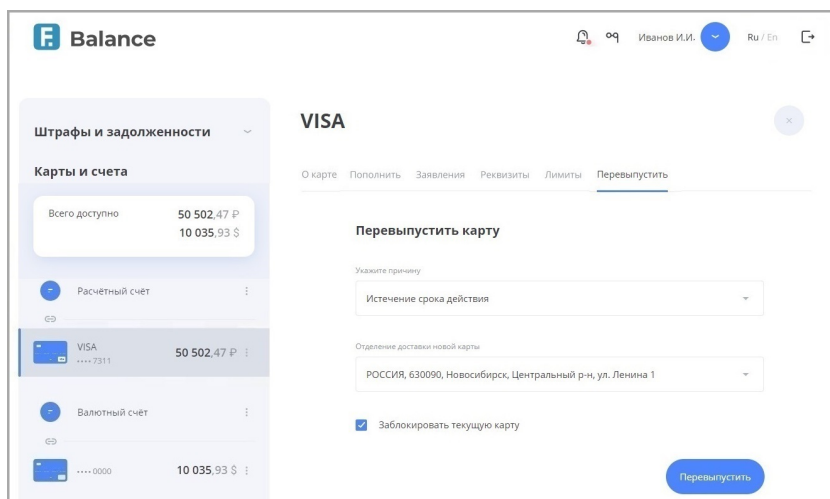 F. Balance
Иванов И.И.
Ru / En
Штрафы и задолженности
Карты и счета
Всего доступно
50 502,47 ₽
10 035,93 $
Расчётный счёт
VISA
•••• 7311
50 502,47 ₽
Валютный счёт
•••• 0000
10 035,93 $
VISA
О карте Пополнить Заявления Реквизиты Лимиты Перевыпустить
Перевыпустить карту
Укажите причину
Истечение срока действия
Отделение доставки новой карты
РОССИЯ, 630090, Новосибирск, Центральный р-н, ул. Ленина 1
Заблокировать текущую карту
Перевыпустить